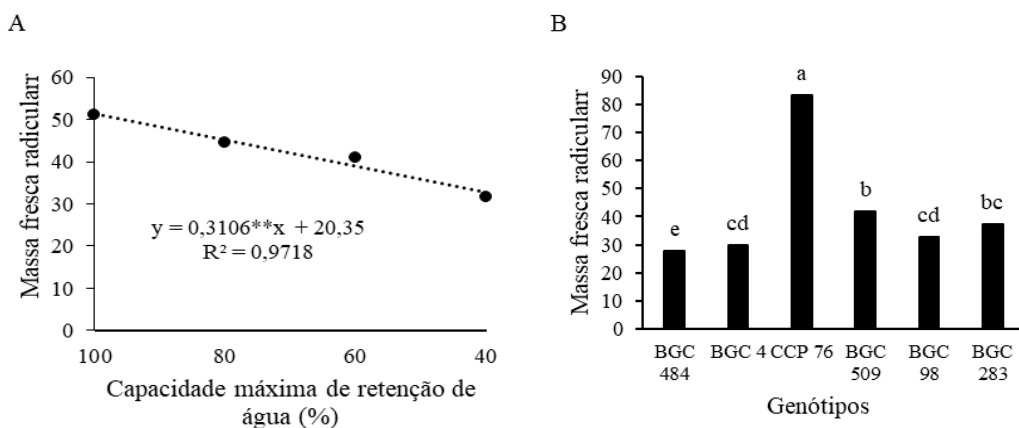 A
Massa fresca radicularr
60
50
40
30
20
10
0
y = 0,3106**x + 20,35
R² = 0,9718
100 80 60 40
Capacidade máxima de retenção de
água (%)
B
Massa fresca radicularr
90
80
70
60
50
40
30
20
10
0
e cd a b cd bc
BGC BGC 4 CCP 76 BGC BGC BGC
484 509 98 283
Genótipos